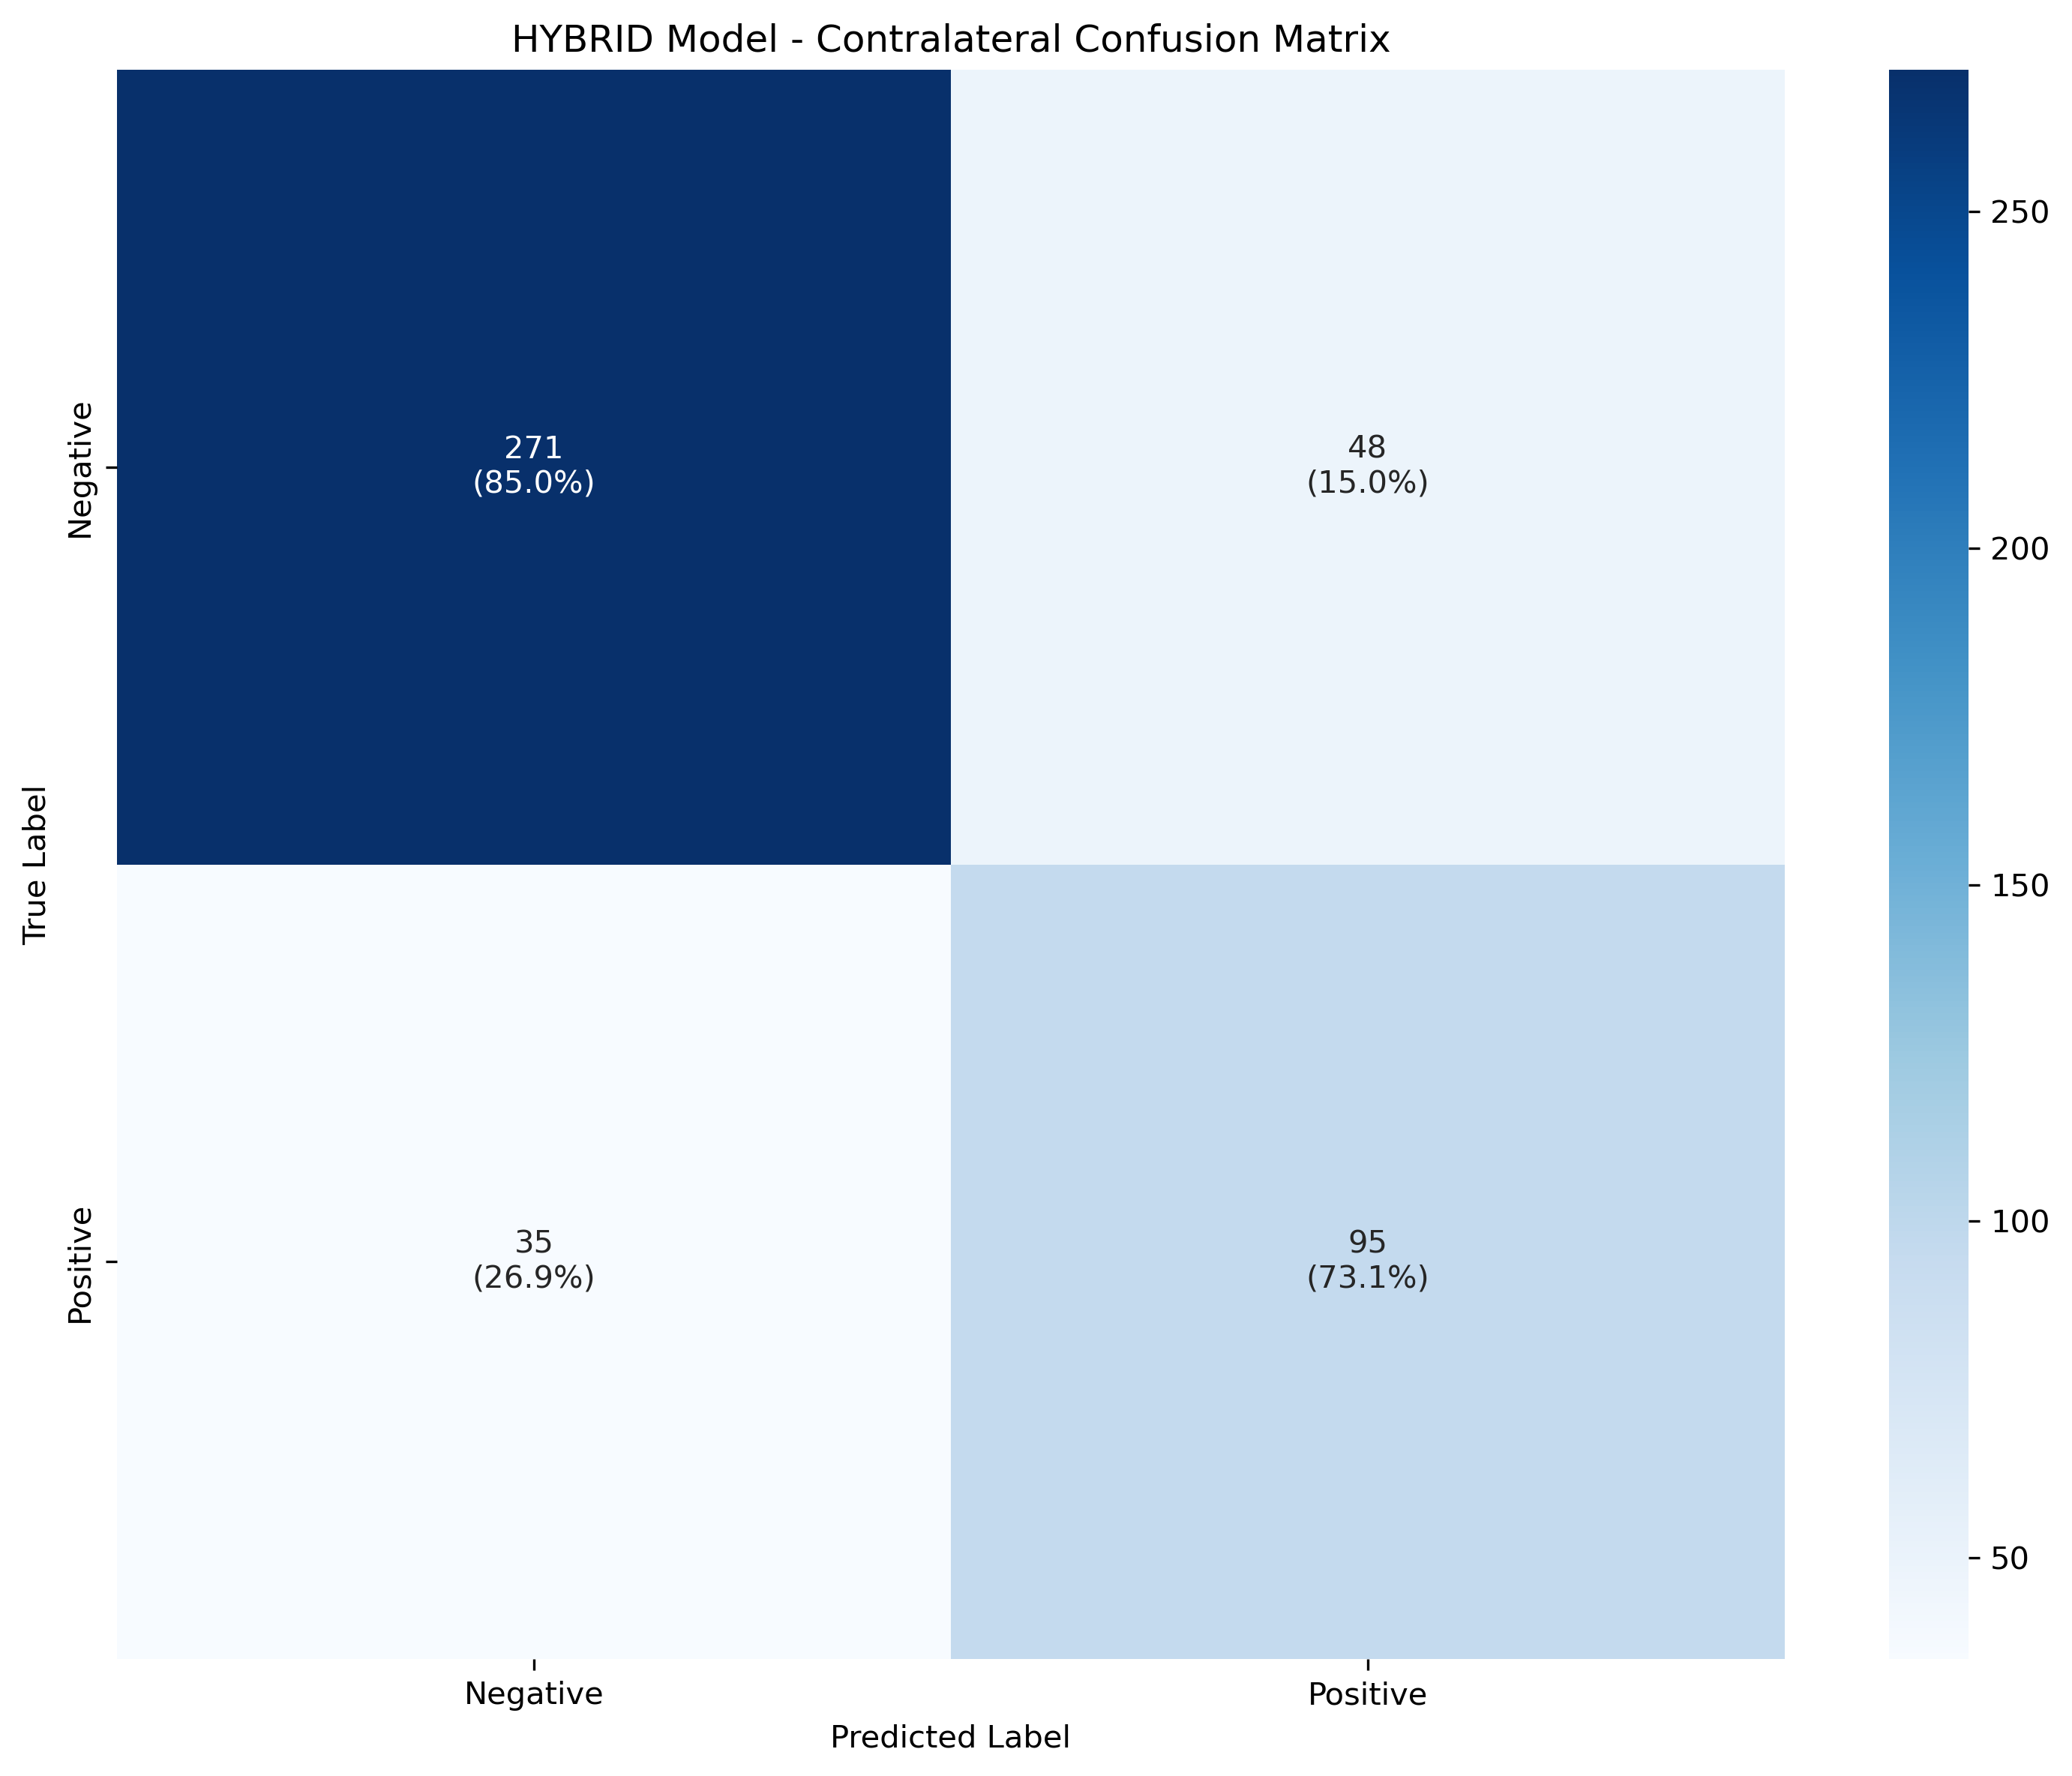 HYBRID Model - Contralateral Confusion Matrix
True Label
Negative
271
(85.0%)
48
(15.0%)
Positive
35
(26.9%)
95
(73.1%)
Negative
Positive
Predicted Label
250
200
150
100
50